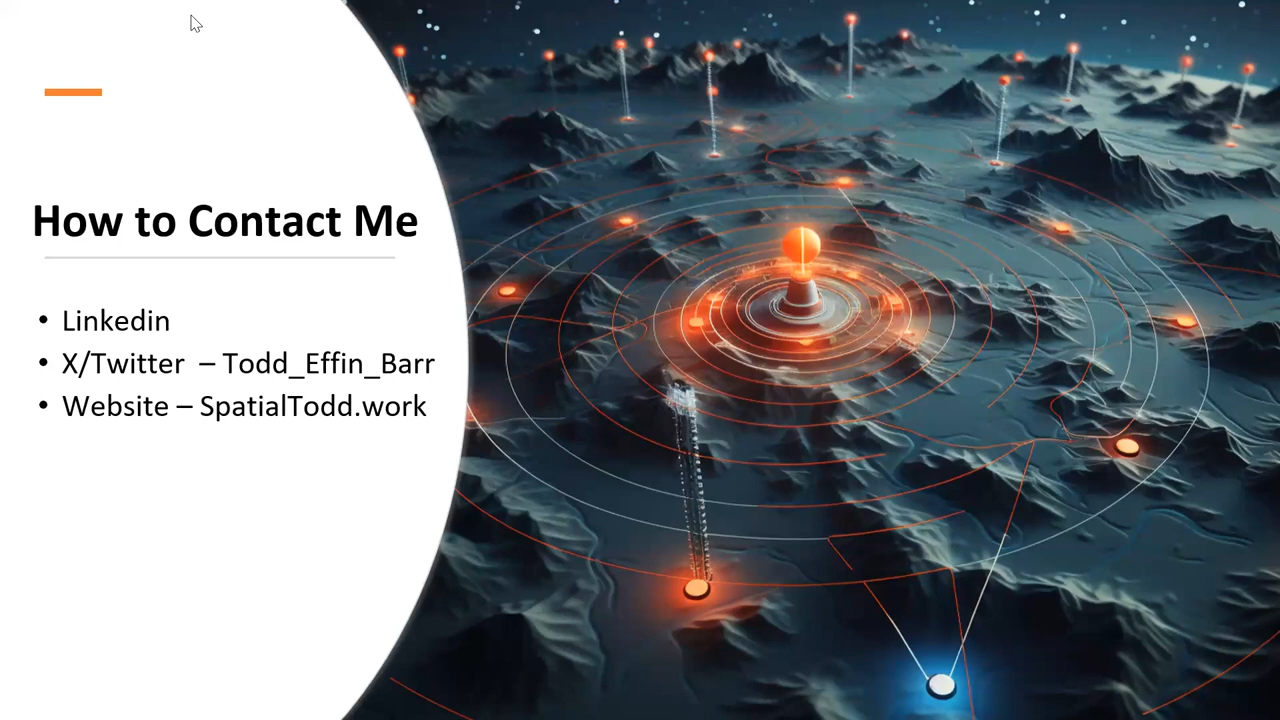 How to Contact Me
• Linkedin
• X/Twitter – Todd_Effin_Barr
• Website – SpatialTodd.work